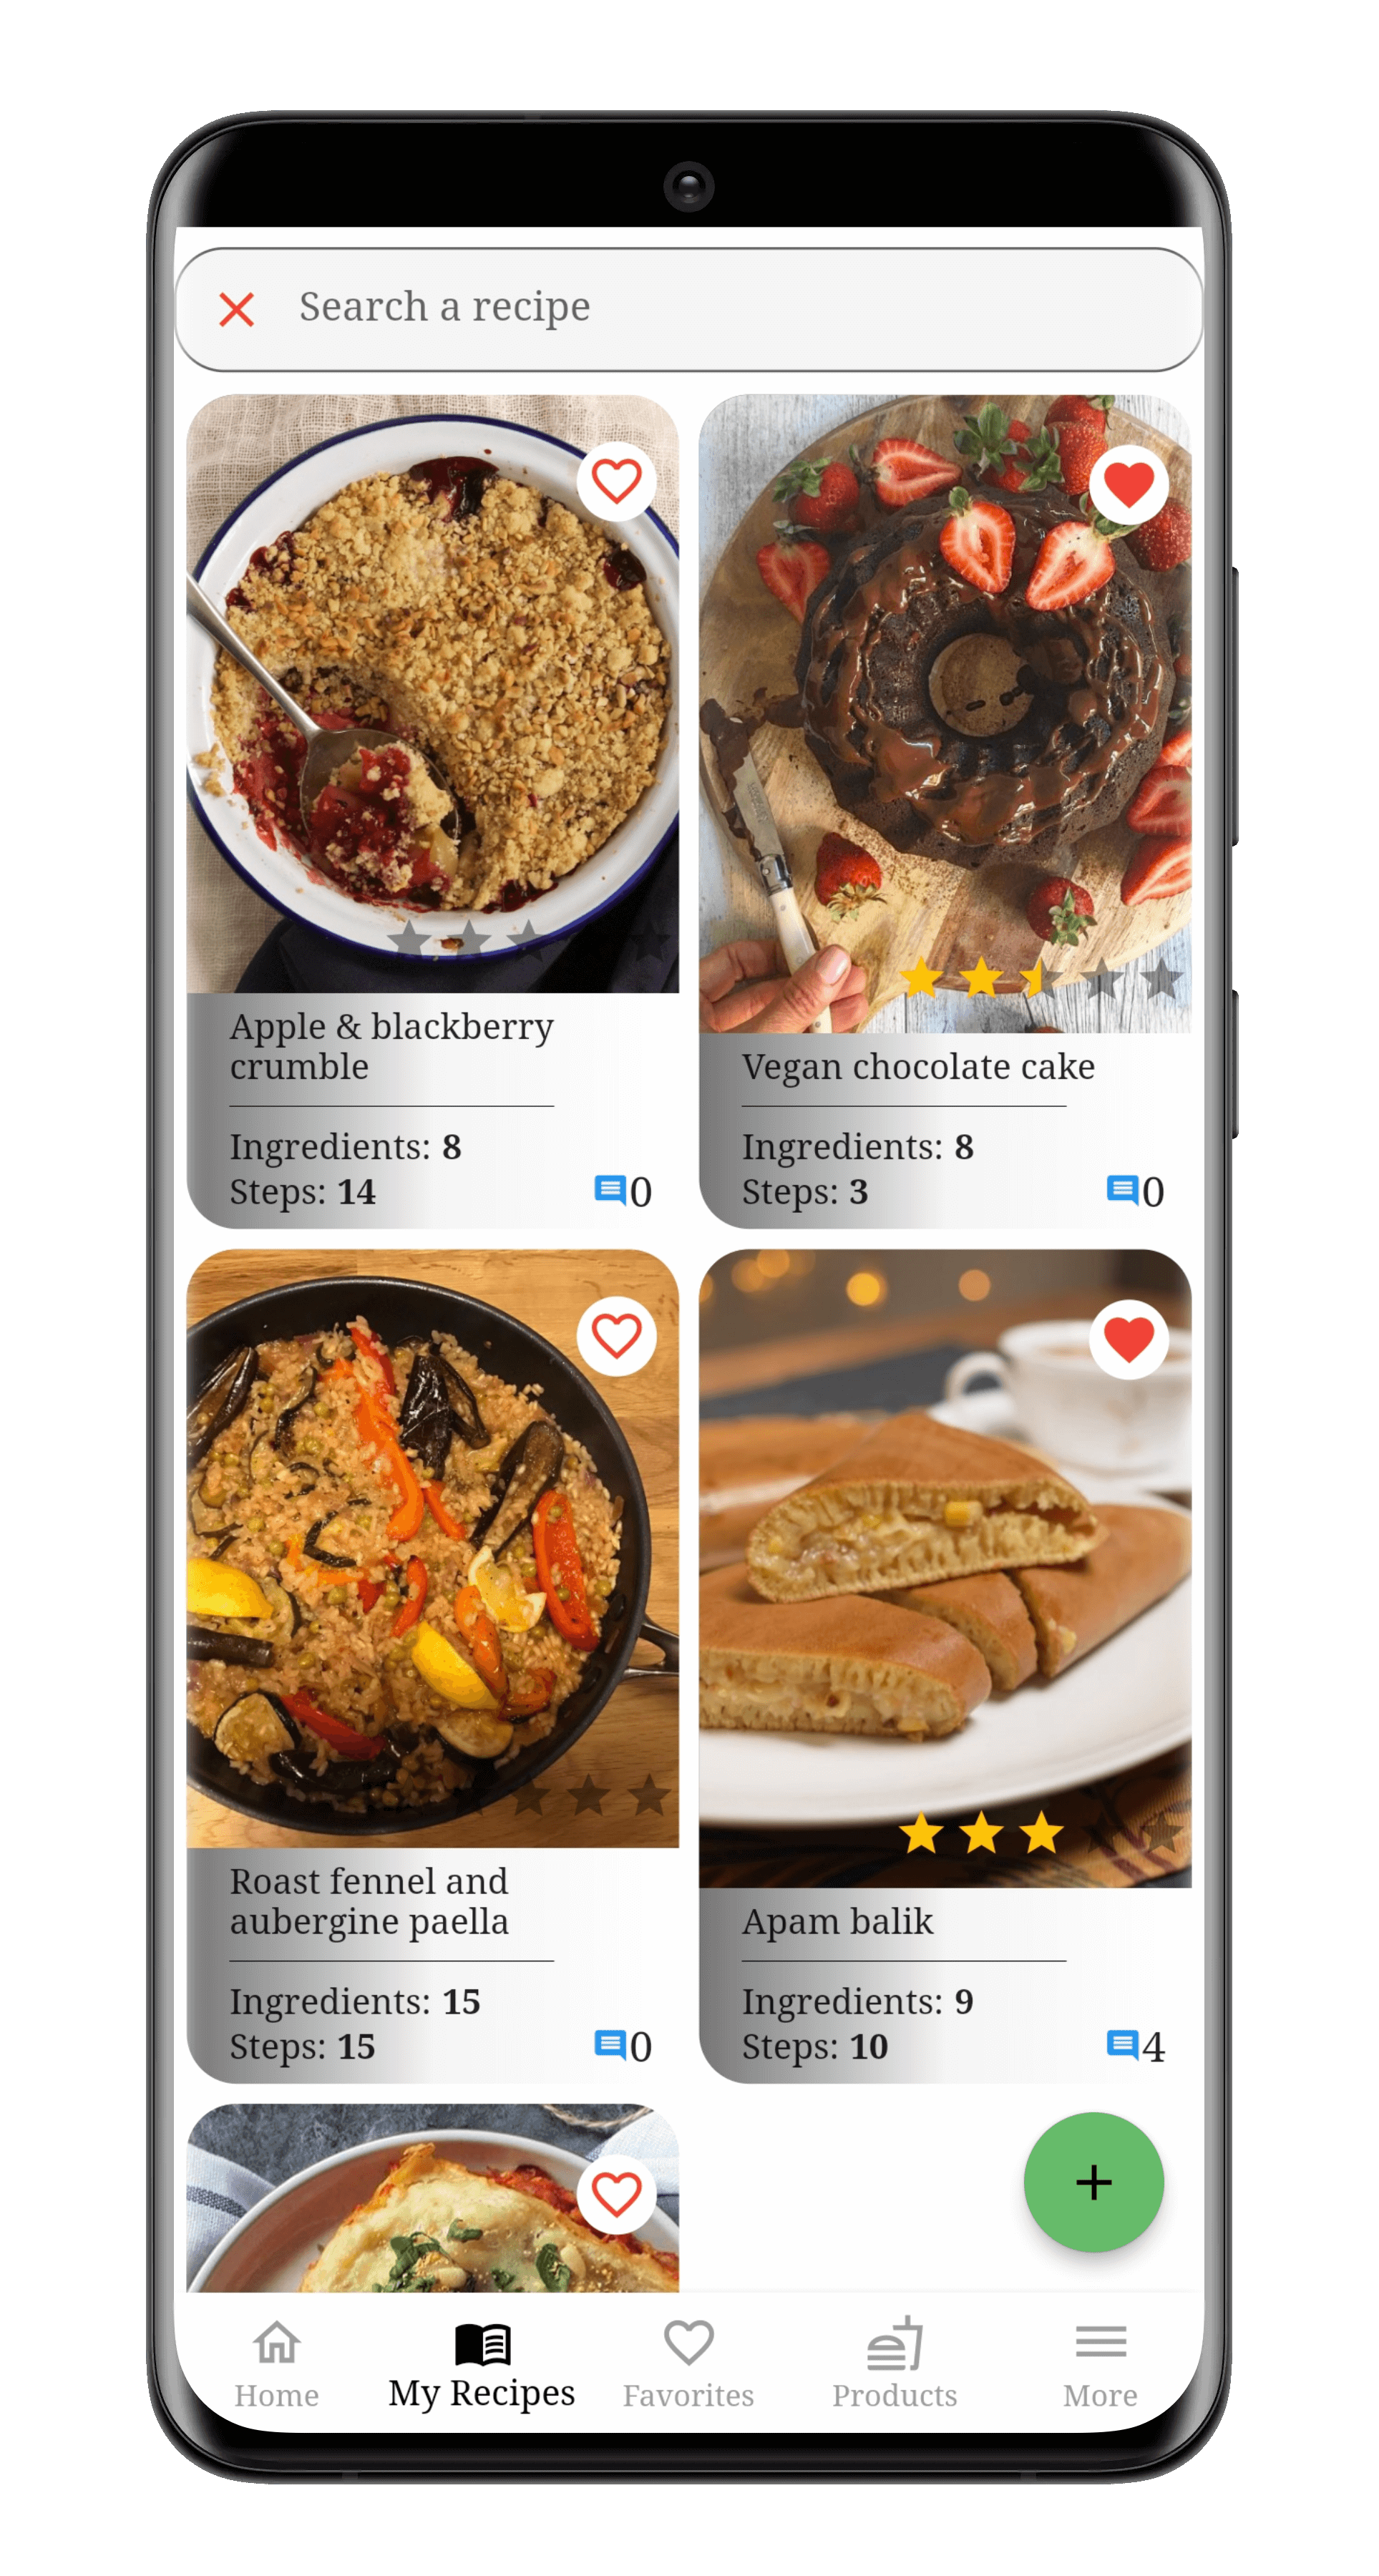 Search a recipe
Apple & blackberry
crumble
Ingredients: 8
Steps: 14
0
Vegan chocolate cake
Ingredients: 8
Steps: 3
0
Roast fennel and
aubergine paella
Ingredients: 15
Steps: 15
0
Apam balik
Ingredients: 9
Steps: 10
4
Home
My Recipes
Favorites
Products
More